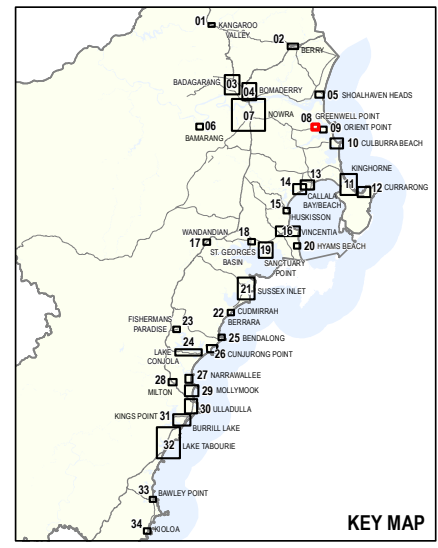 01
KANGAROO
VALLEY
02
BERRY
BADAGARANG
03
04
BOMADERRY
05
SHOALHAVEN HEADS
07
NOWRA
08
GREENWELL POINT
09
ORIENT POINT
06
BAMARANG
10
CULBURRA BEACH
KINGHORNE
11
12
CURRARONG
13
14
CALLALA
BAY/BEACH
15
HUSKISSON
16
VINCENTIA
WANDANDIAN
17
18
ST. GEORGES
BASIN
19
SANCTUARY
POINT
20
HYAMS BEACH
21
SUSSEX INLET
22
CUDMIRRAH
BERRARA
FISHERMANS
PARADISE
23
24
LAKE
CONJOLA
25
BENDALONG
26
CUNJURONG POINT
27
NARRAWALLEE
28
MILTON
29
MOLLYMOOK
30
ULLADULLA
KINGS POINT
31
BURRILL LAKE
32
LAKE TABOURIE
33
BAWLEY POINT
34
KIOLOA
KEY MAP